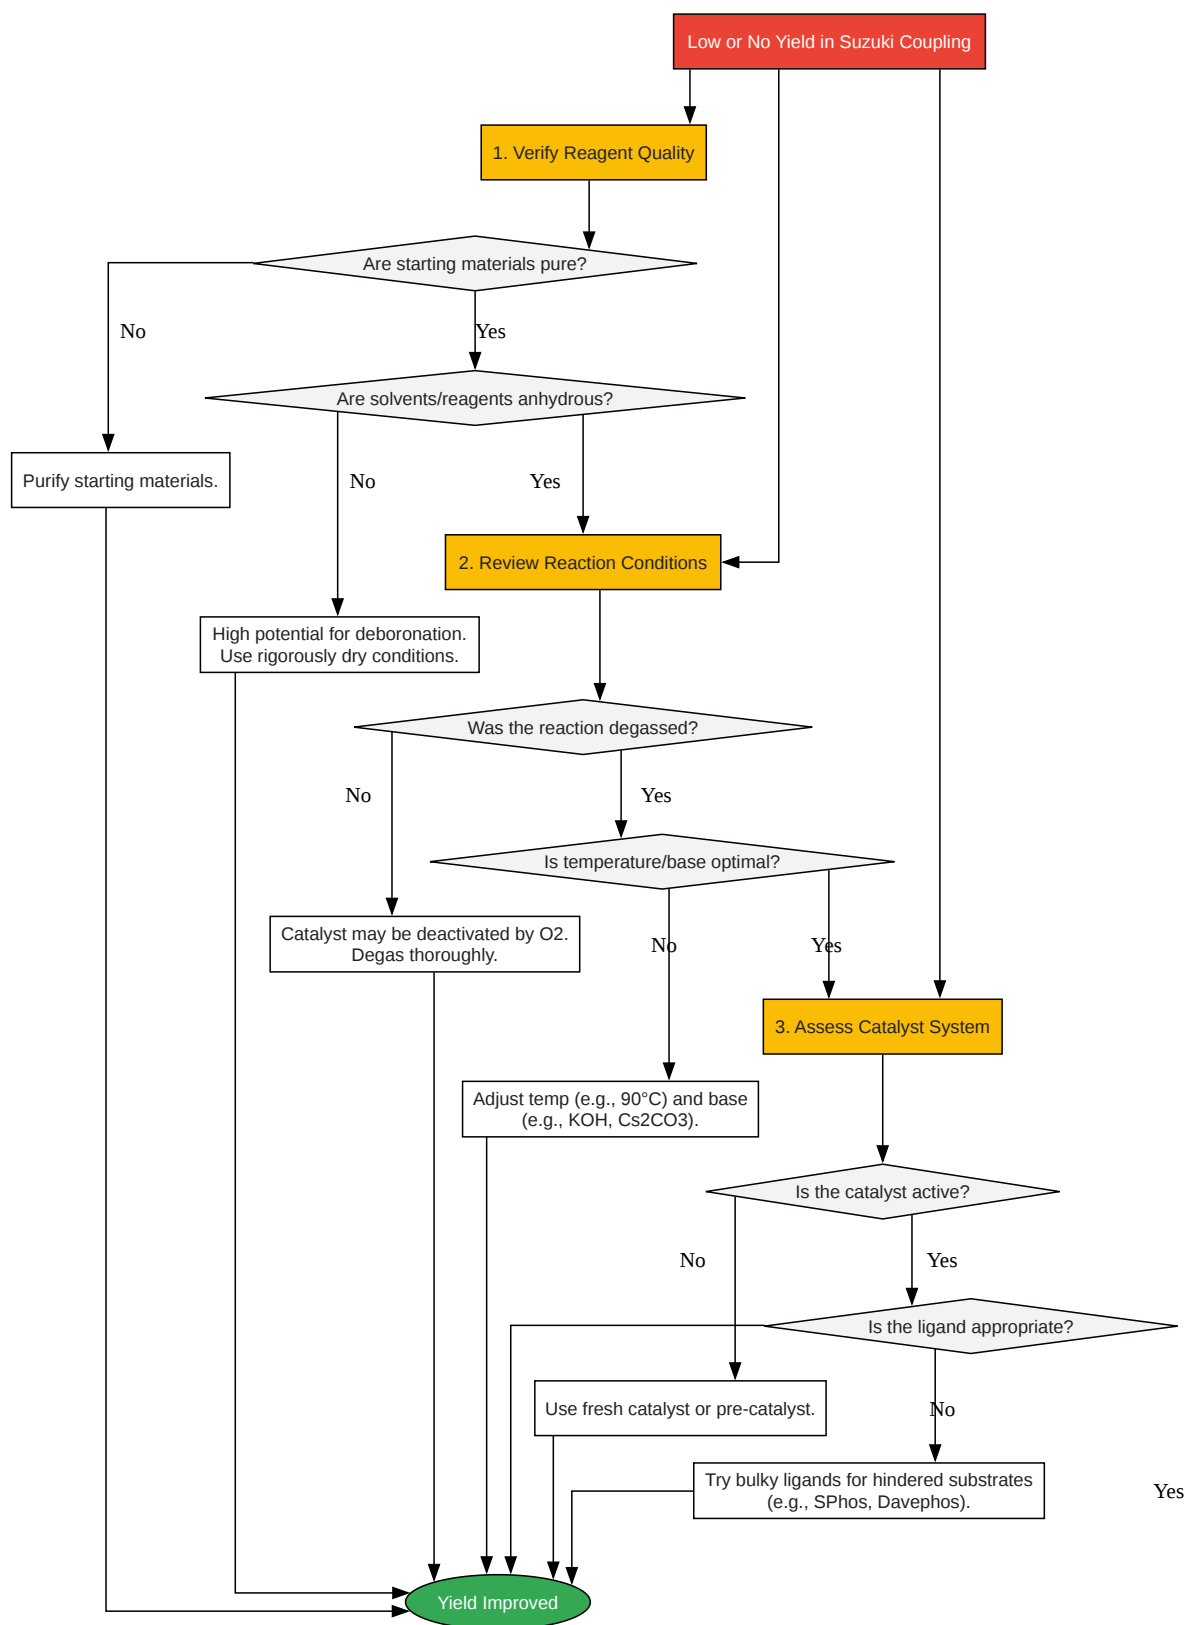 Low or No Yield in Suzuki Coupling
1. Verify Reagent Quality
Are starting materials pure?
No
Yes
Are solvents/reagents anhydrous?
Purify starting materials.
No
Yes
2. Review Reaction Conditions
High potential for deboronation.
Use rigorously dry conditions.
Was the reaction degassed?
No
Yes
Is temperature/base optimal?
Catalyst may be deactivated by O2.
Degas thoroughly.
No
Yes
3. Assess Catalyst System
Adjust temp (e.g., 90°C) and base
(e.g., KOH, Cs2CO3).
Is the catalyst active?
No
Yes
Is the ligand appropriate?
Use fresh catalyst or pre-catalyst.
No
Try bulky ligands for hindered substrates
(e.g., SPhos, Davephos).
Yes
Yield Improved